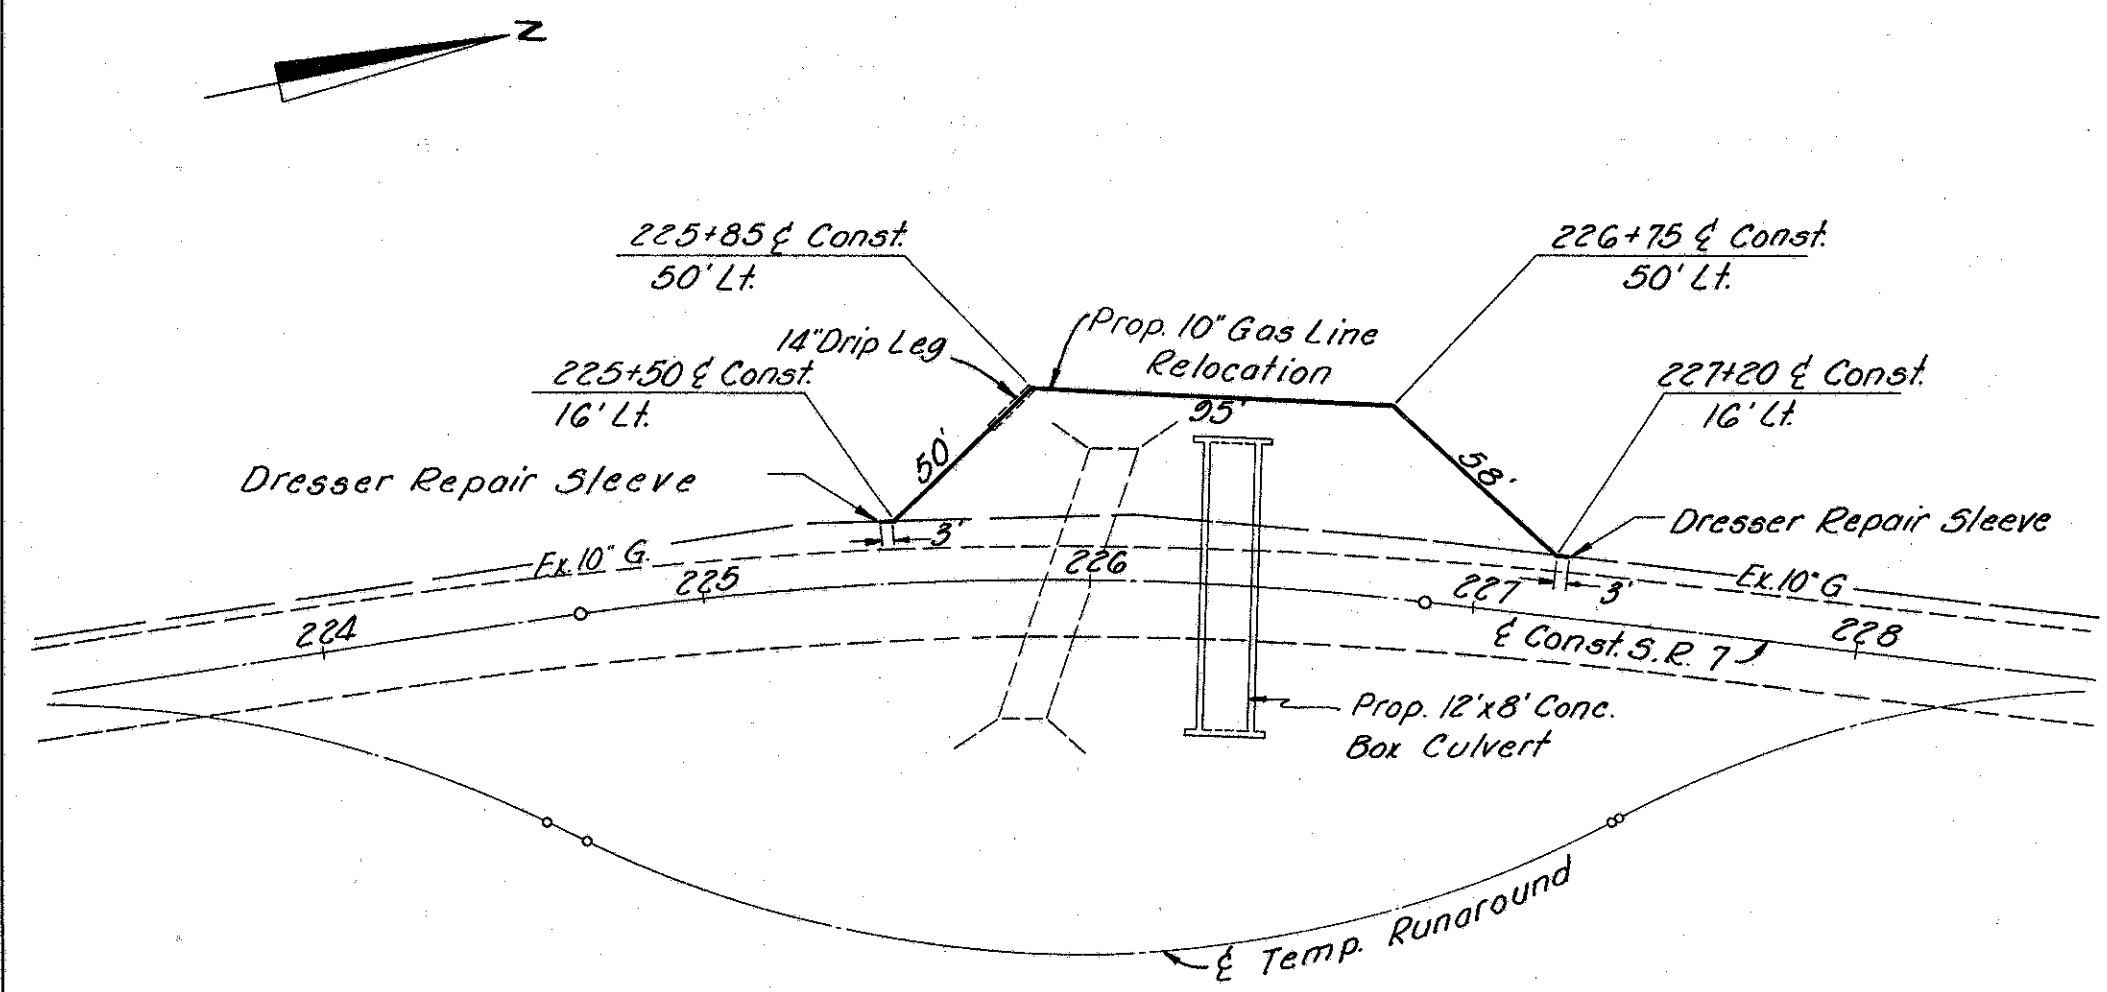 N
225+85 ℄ Const.
50' Lt.
226+75 ℄ Const.
50' Lt.
Prop. 10" Gas Line
Relocation
14" Drip Leg
225+50 ℄ Const.
16' Lt.
227+20 ℄ Const.
16' Lt.
95'
50'
58'
Dresser Repair Sleeve
Dresser Repair Sleeve
3'
Ex. 10" G.
226
225
Ex. 10" G
227
3'
224
℄ Const. S.R. 7
228
Prop. 12'x8' Conc.
Box Culvert
℄ Temp. Runaround